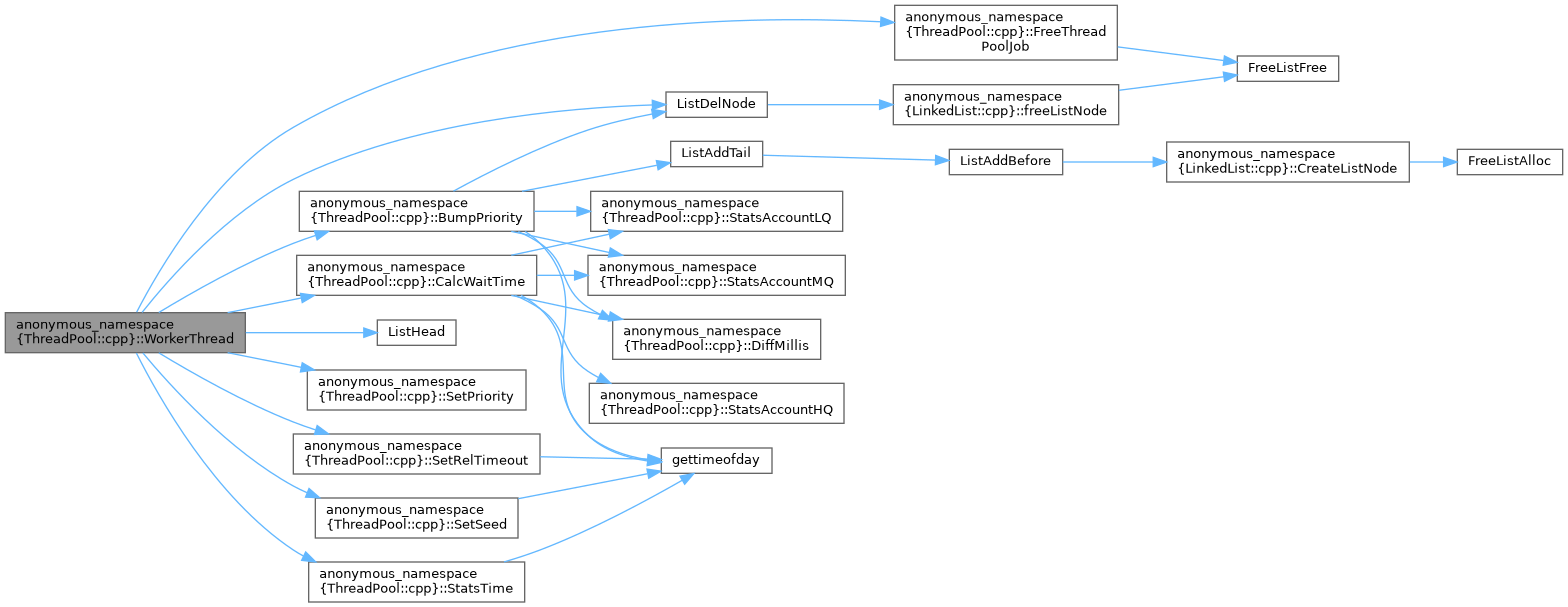 anonymous_namespace
{ThreadPool::cpp}::WorkerThread
anonymous_namespace
{ThreadPool::cpp}::FreeThread
PoolJob
FreeListFree
ListDelNode
anonymous_namespace
{LinkedList::cpp}::freeListNode
anonymous_namespace
{ThreadPool::cpp}::BumpPriority
ListAddTail
ListAddBefore
anonymous_namespace
{LinkedList::cpp}::CreateListNode
FreeListAlloc
anonymous_namespace
{ThreadPool::cpp}::StatsAccountLQ
anonymous_namespace
{ThreadPool::cpp}::StatsAccountMQ
anonymous_namespace
{ThreadPool::cpp}::CalcWaitTime
anonymous_namespace
{ThreadPool::cpp}::DiffMillis
anonymous_namespace
{ThreadPool::cpp}::StatsAccountHQ
ListHead
anonymous_namespace
{ThreadPool::cpp}::SetPriority
anonymous_namespace
{ThreadPool::cpp}::SetRelTimeout
gettimeofday
anonymous_namespace
{ThreadPool::cpp}::SetSeed
anonymous_namespace
{ThreadPool::cpp}::StatsTime